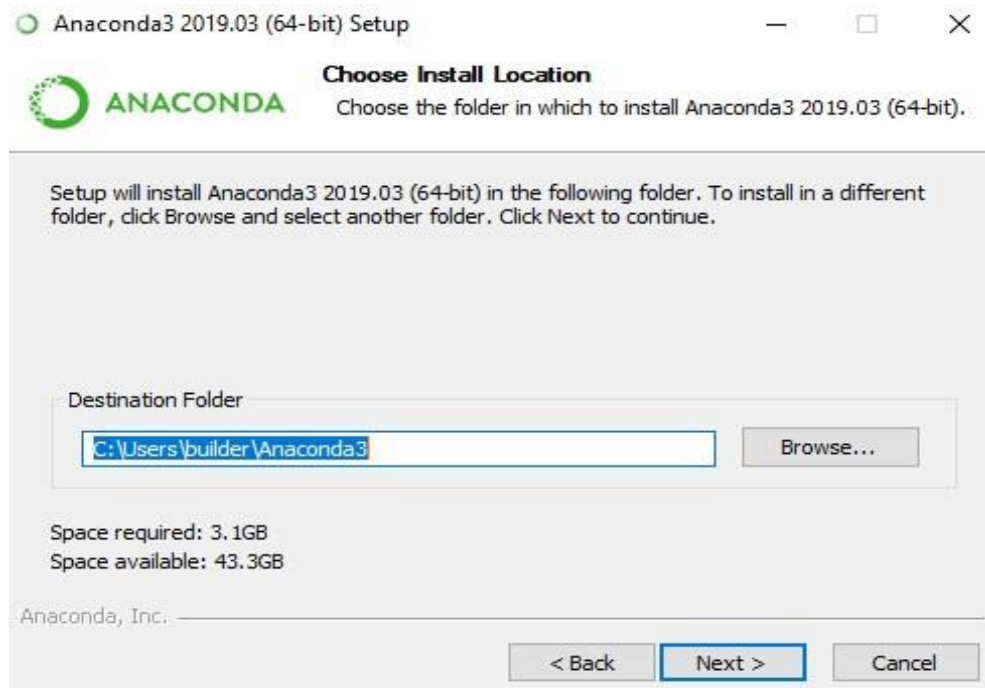 Anaconda3 2019.03 (64-bit) Setup
ANACONDA
Choose Install Location
Choose the folder in which to install Anaconda3 2019.03 (64-bit).
Setup will install Anaconda3 2019.03 (64-bit) in the following folder. To install in a different
folder, click Browse and select another folder. Click Next to continue.
Destination Folder
C:\Users\builder\Anaconda3
Browse...
Space required: 3.1GB
Space available: 43.3GB
Anaconda, Inc.
< Back
Next >
Cancel